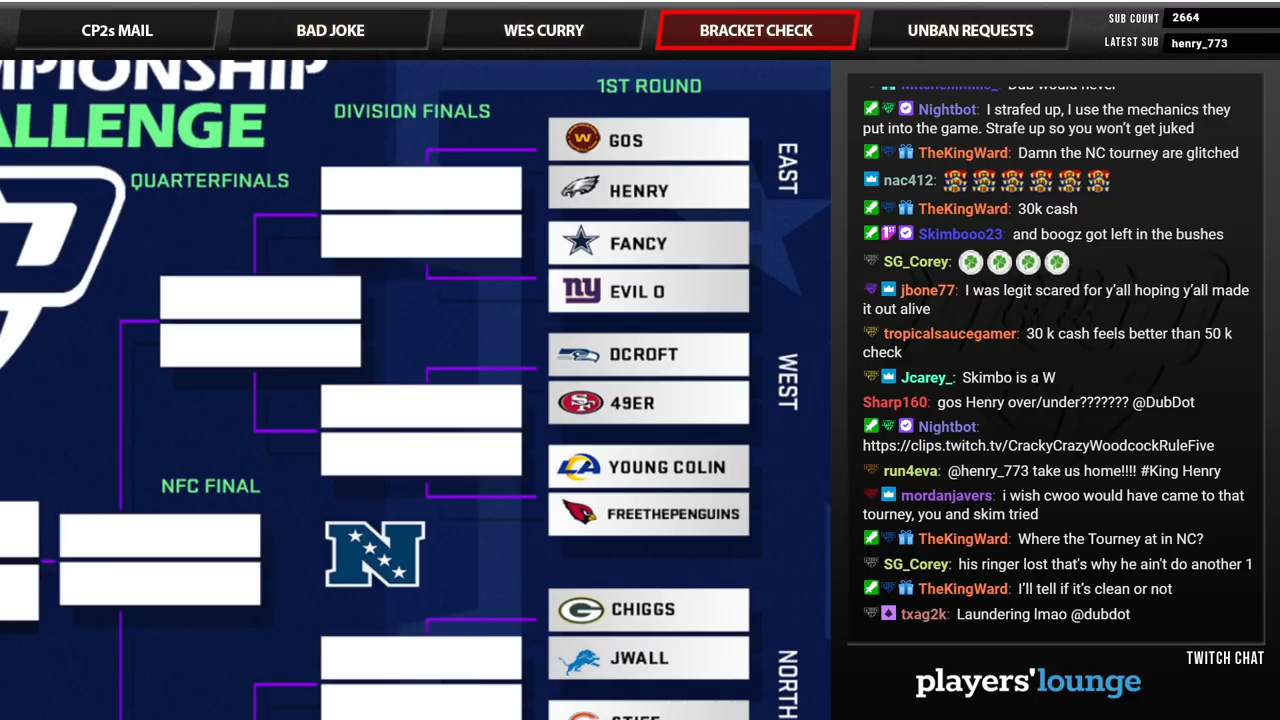 CP2s MAIL
BAD JOKE
WES CURRY
BRACKET CHECK
UNBAN REQUESTS
SUB COUNT 2664
LATEST SUB henry_773
MPIONSHIP
ALLENGE
QUARTERFINALS
DIVISION FINALS
1ST ROUND
GOS
HENRY
FANCY
ny EVIL O
EAST
DCROFT
49ER
YOUNG COLIN
FREETHEPENGUINS
WEST
NFC FINAL
N
CHIGGS
JWALL
NORTH
Nightbot: I strafed up, I use the mechanics they
put into the game. Strafe up so you won't get juked
TheKingWard: Damn the NC tourney are glitched
nac412:
TheKingWard: 30k cash
Skimbooo23: and boogz got left in the bushes
SG_Corey:
jbone77: I was legit scared for y'all hoping y'all made
it out alive
tropicalsaucegamer: 30 k cash feels better than 50 k
check
Jcarey_: Skimbo is a W
Sharp160: gos Henry over/under??????? @DubDot
Nightbot:
https://clips.twitch.tv/CrackyCrazyWoodcockRuleFive
run4eva: @henry_773 take us home!!!! #King Henry
mordanjavers: i wish cwoo would have came to that
tourney, you and skim tried
TheKingWard: Where the Tourney at in NC?
SG_Corey: his ringer lost that's why he ain't do another 1
TheKingWard: I'll tell if it's clean or not
txag2k: Laundering lmao @dubdot
TWITCH CHAT
players'lounge